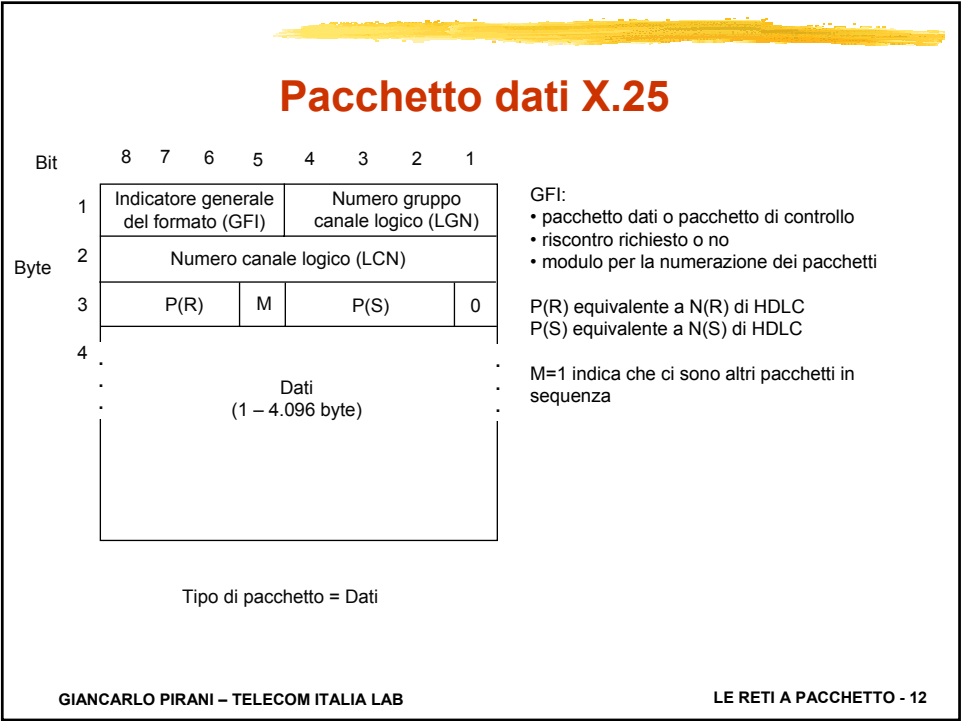 Pacchetto dati X.25
Bit 8 7 6 5 4 3 2 1
1 Indicatore generale del formato (GFI) Numero gruppo canale logico (LGN)
Byte 2 Numero canale logico (LCN)
3 P(R) M P(S) 0
4
Dati
(1 – 4.096 byte)
GFI:
• pacchetto dati o pacchetto di controllo
• riscontro richiesto o no
• modulo per la numerazione dei pacchetti
P(R) equivalente a N(R) di HDLC
P(S) equivalente a N(S) di HDLC
M=1 indica che ci sono altri pacchetti in
sequenza
Tipo di pacchetto = Dati
GIANCARLO PIRANI – TELECOM ITALIA LAB
LE RETI A PACCHETTO - 12